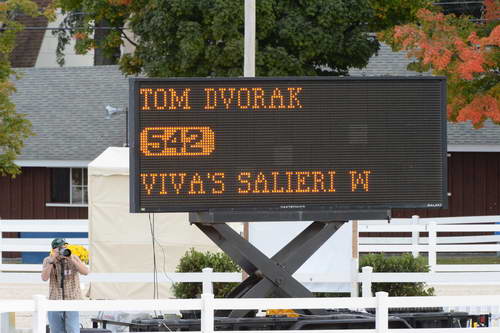 TOM DVORAK
542
VIVA'S SALIERI W